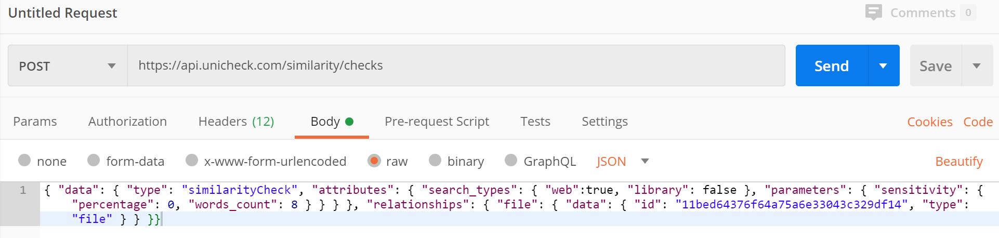 Untitled Request
Comments 0
POST
https://api.unicheck.com/similarity/checks
Send
Save
Params Authorization Headers (12) Body Pre-request Script Tests Settings Cookies Code
none form-data x-www-form-urlencoded raw binary GraphQL JSON Beautify
1 { "data": { "type": "similarityCheck", "attributes": { "search_types": { "web":true, "library": false }, "parameters": { "sensitivity": {
"percentage": 0, "words_count": 8 } } } }, "relationships": { "file": { "data": { "id": "11bed64376f64a75a6e33043c329df14", "type":
"file" } } }}